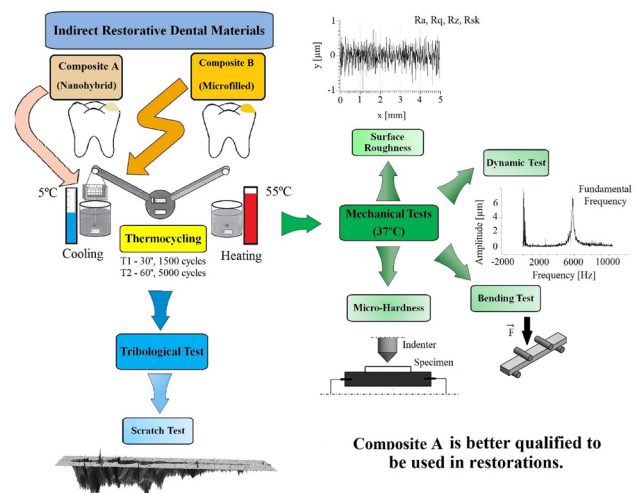 Indirect Restorative Dental Materials
Composite A
(Nanohybrid)
Composite B
(Microfilled)
5ºC
55ºC
Cooling
Thermocycling
Heating
T1 - 30º, 1500 cycles
T2 - 60º, 5000 cycles
Tribological Test
Scratch Test
Ra, Rq, Rz, Rsk
y [µm]
1
0
-1
0 1 2 3 4 5
x [mm]
Surface
Roughness
Dynamic Test
Mechanical Tests
(37ºC)
Fundamental
Frequency
Amplitude [µm]
8
6
4
2
0
-2000 2000 6000 10000
Frequency [Hz]
Micro-Hardness
Bending Test
F
Indenter
Specimen
Composite A is better qualified to
be used in restorations.